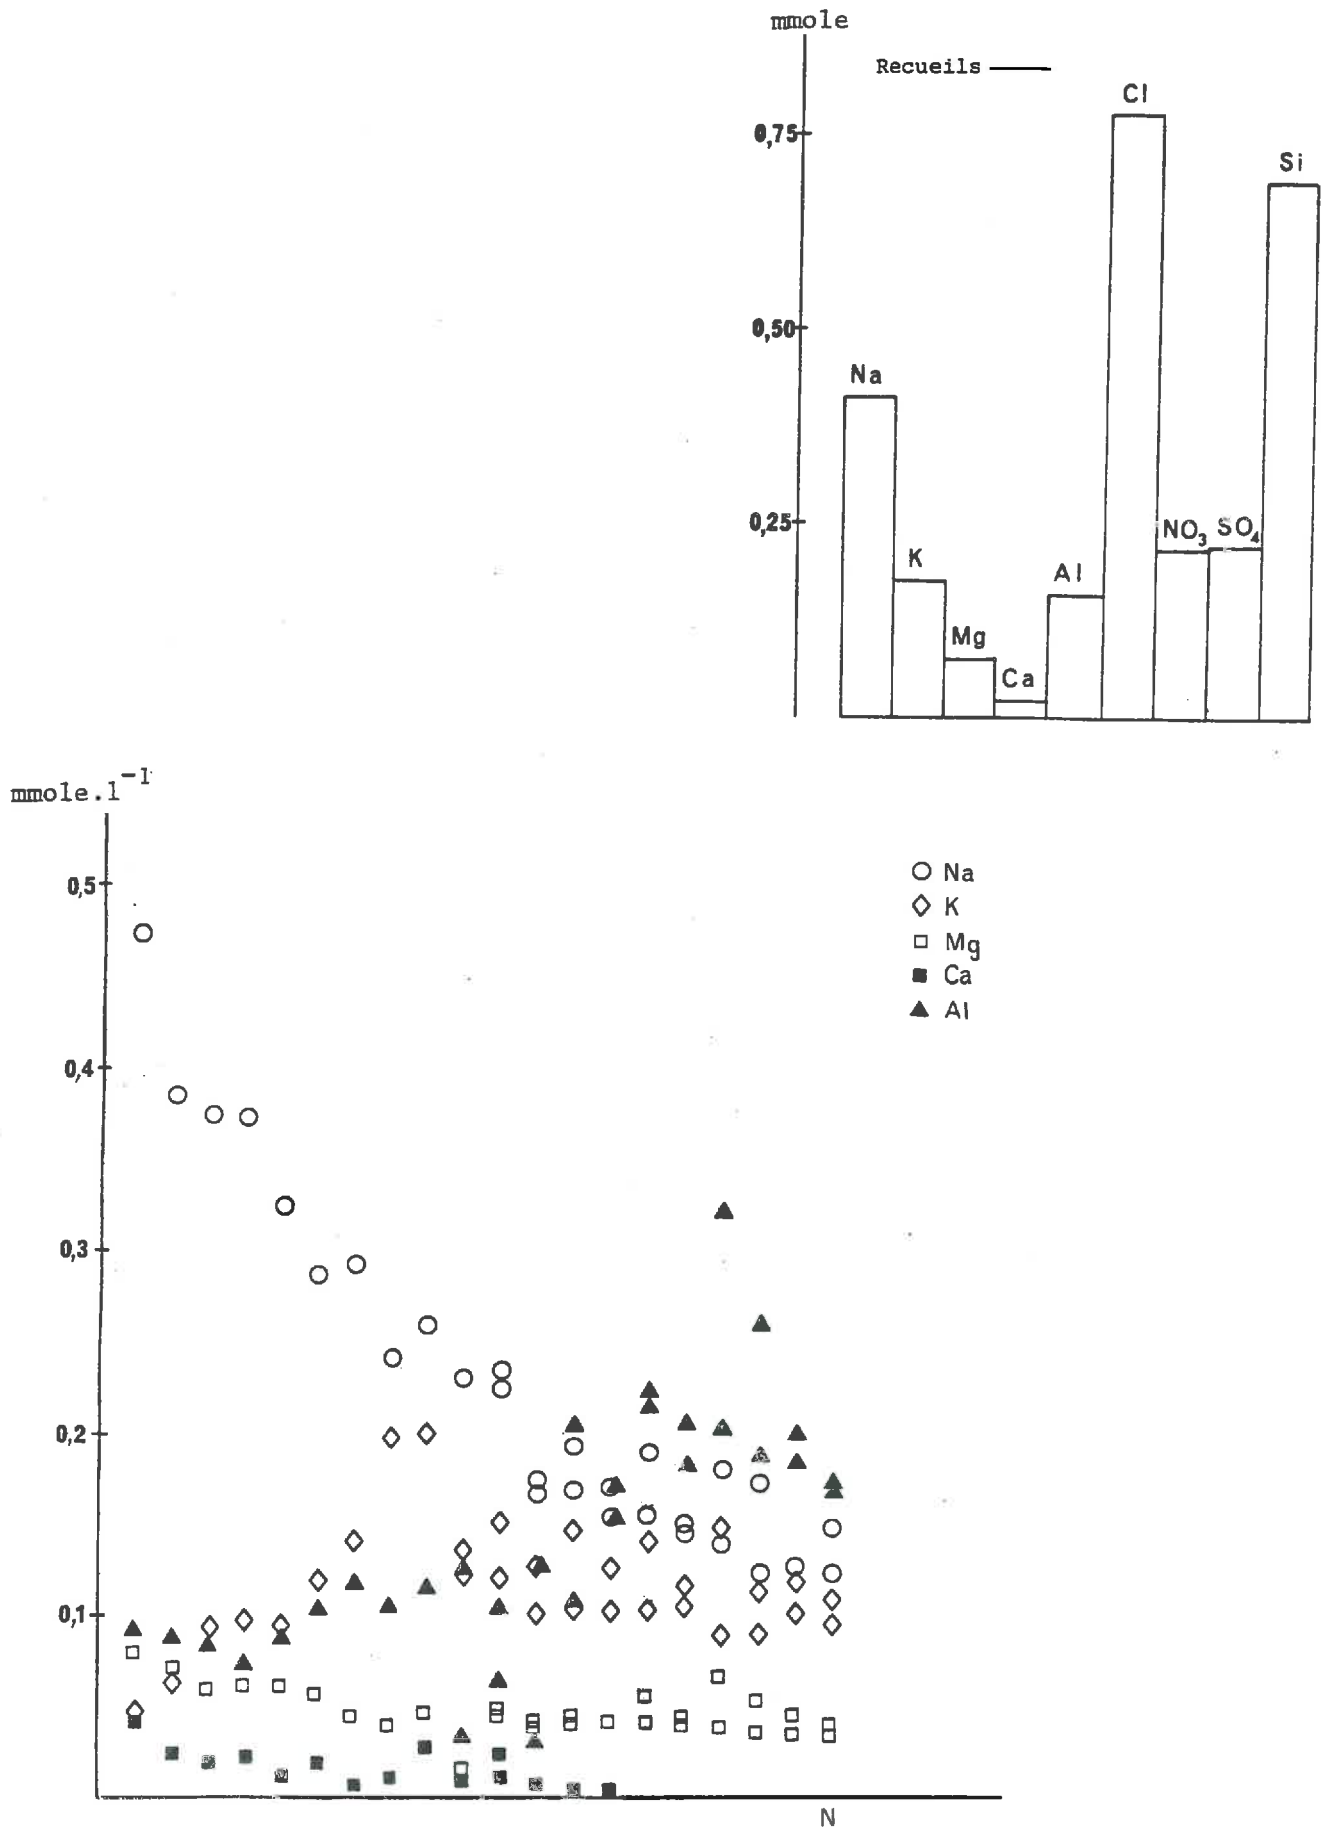 mmole
Recueils
Cl
0,75
Si
0,50
Na
0,25
NO3 SO4
K
Al
Mg
Ca
mmole.l-1
0,5
Na
K
Mg
Ca
Al
0,4
0,3
0,2
0,1
N